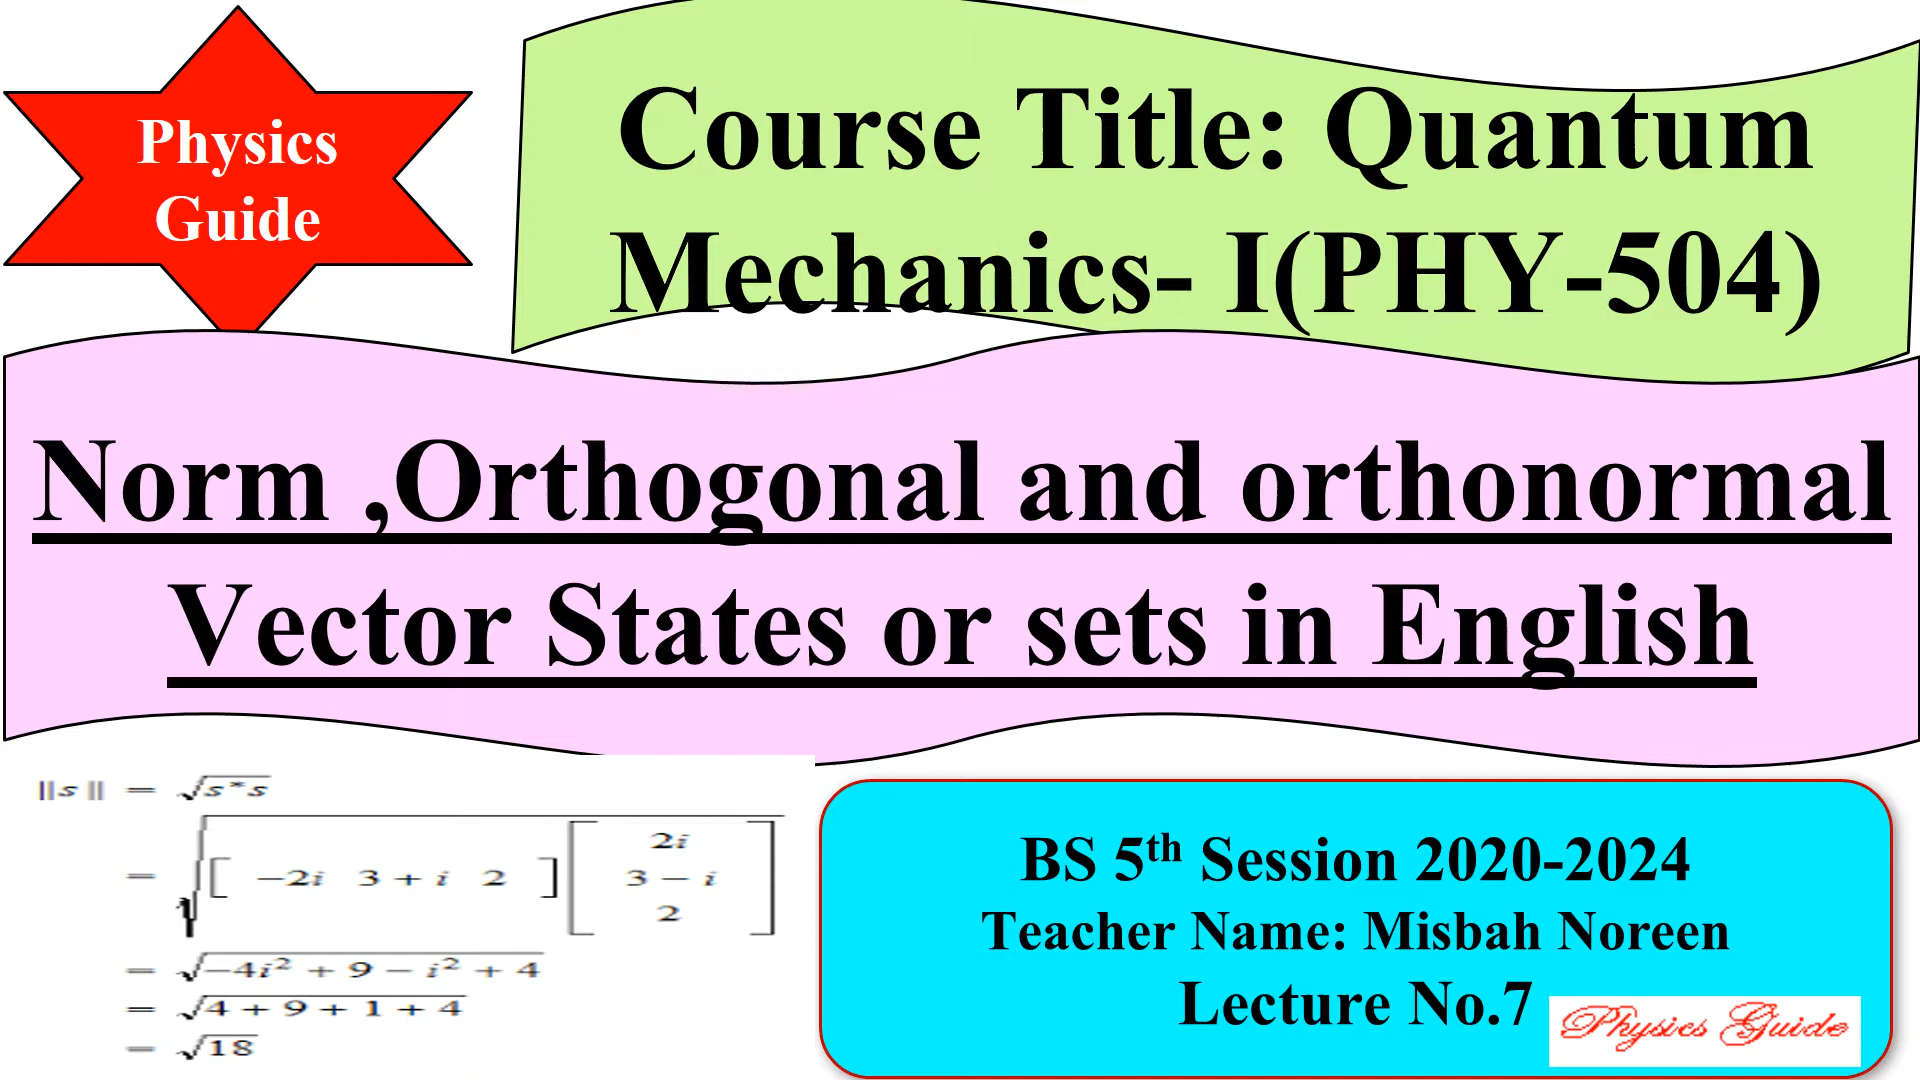 Physics
Guide
Course Title: Quantum
Mechanics- I(PHY-504)
Norm ,Orthogonal and orthonormal
Vector States or sets in English
||s|| = √s*s
= √[ −2i 3 + i 2 ] [ 2i 3 − i 2 ]
= √−4i² + 9 − i² + 4
= √4 + 9 + 1 + 4
= √18
BS 5th Session 2020-2024
Teacher Name: Misbah Noreen
Lecture No.7
Physics Guide